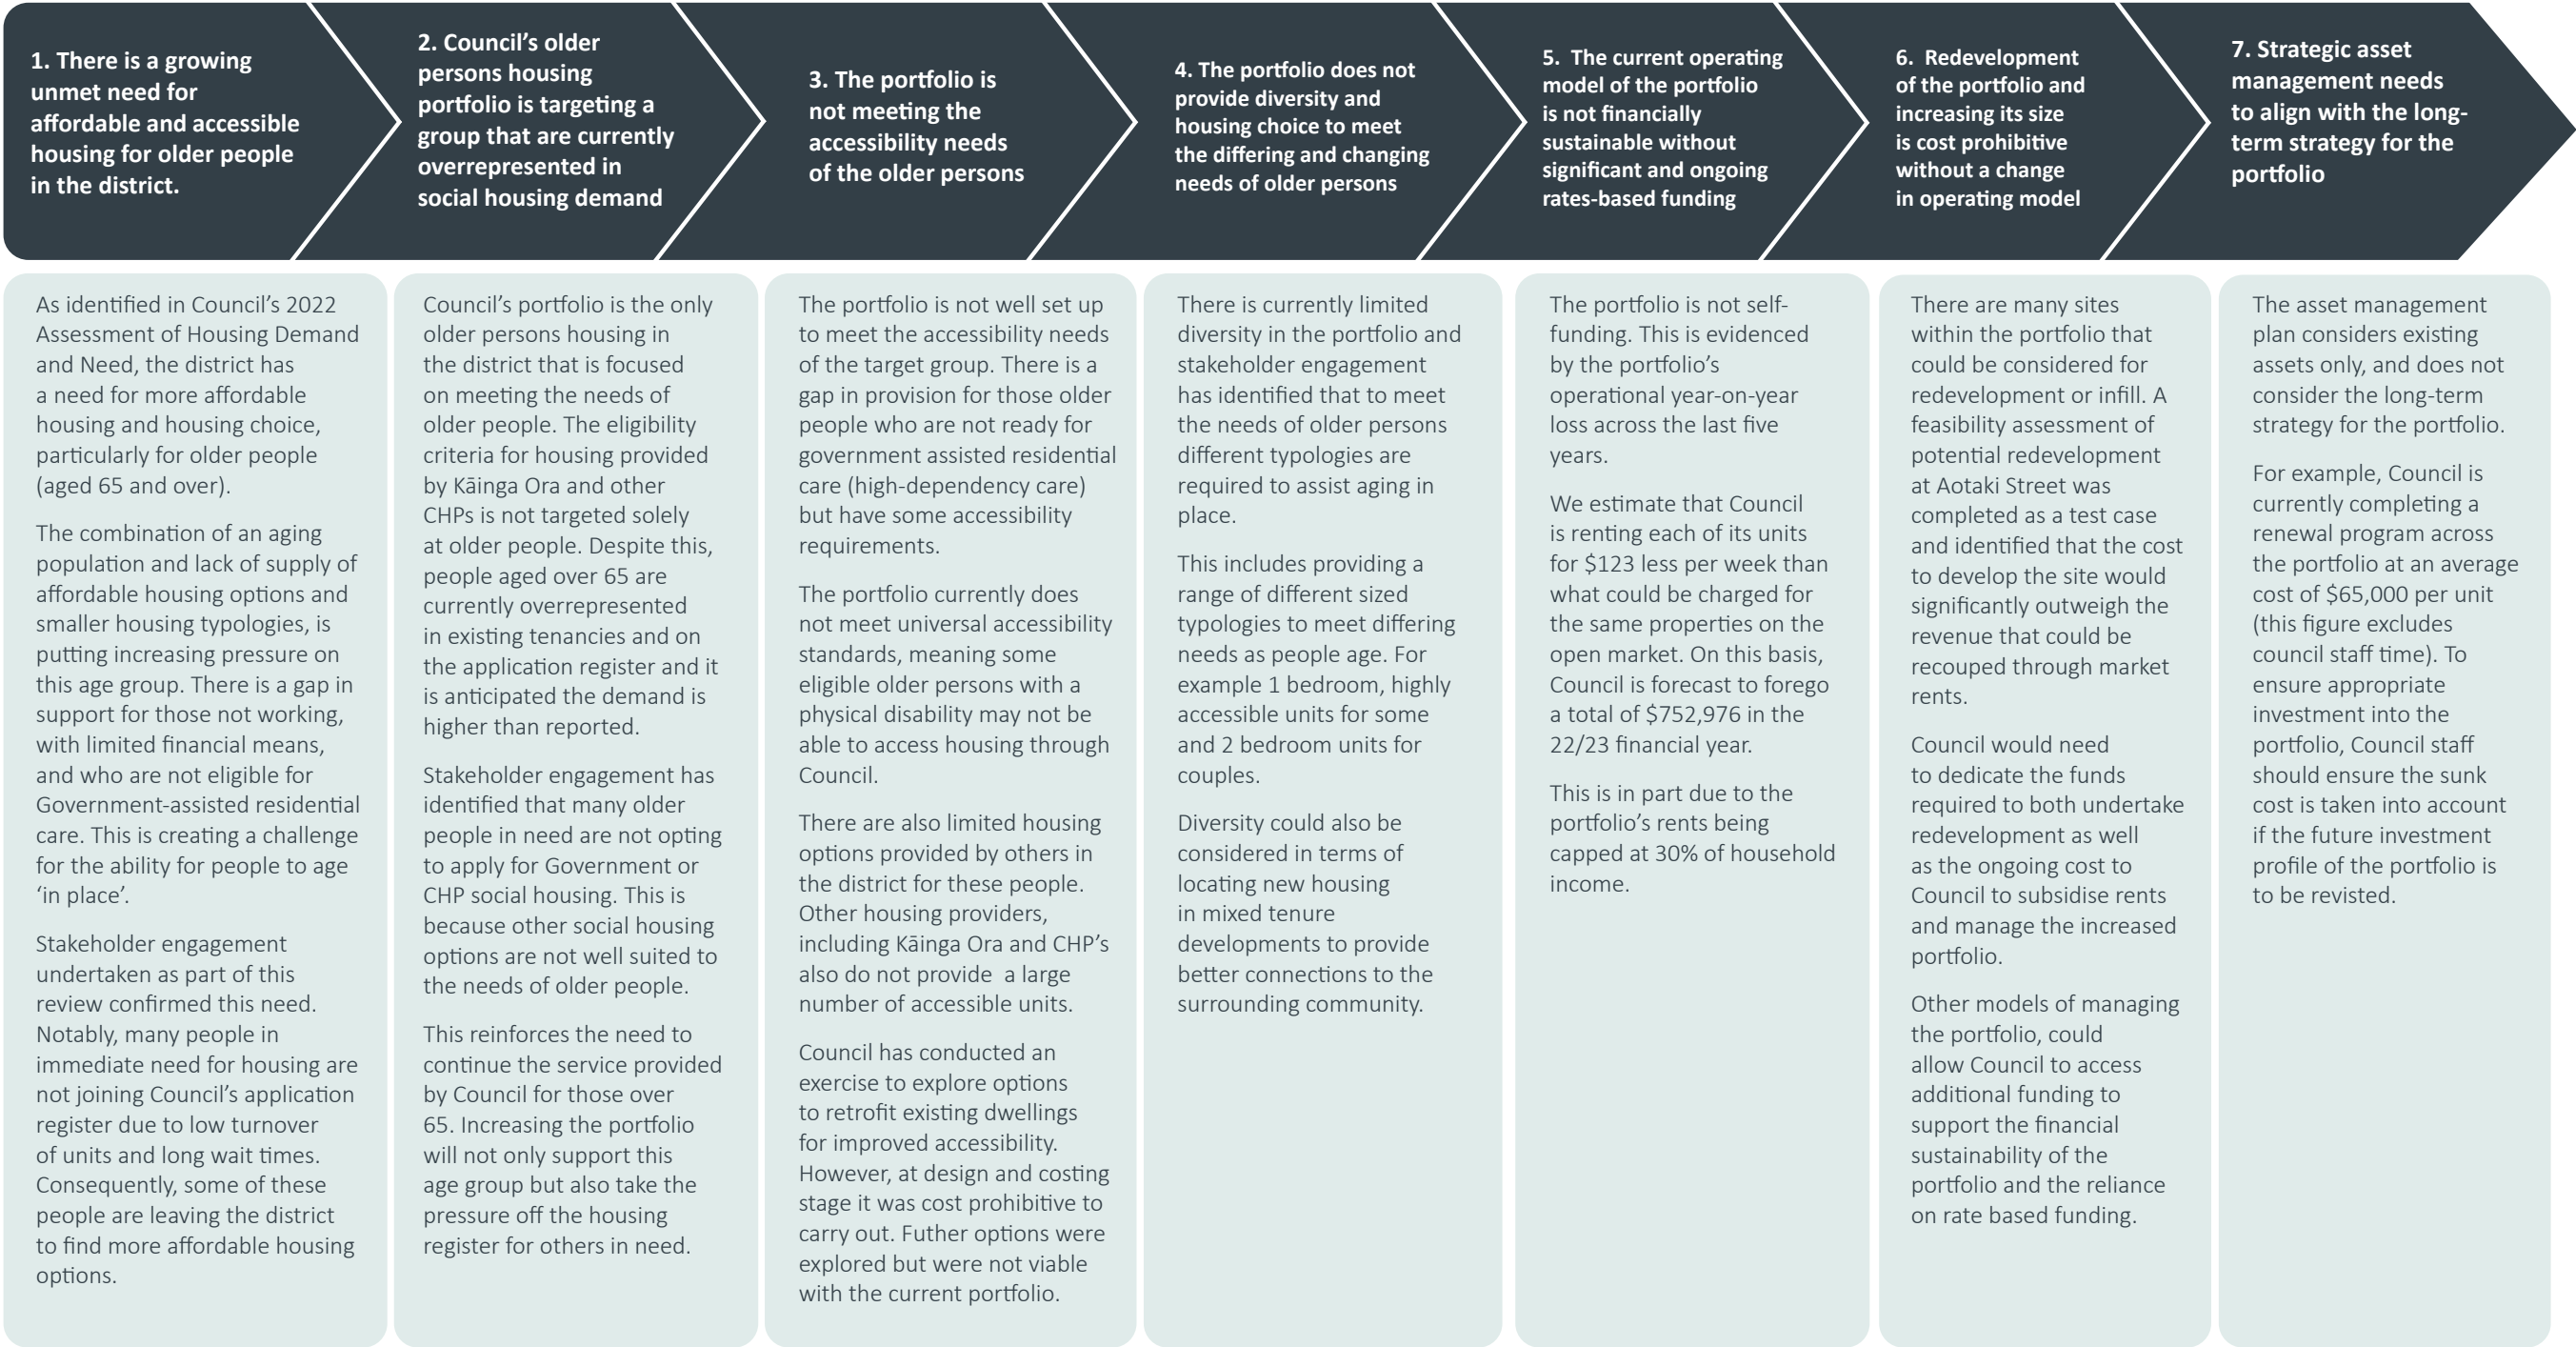 1. There is a growing
unmet need for
affordable and accessible
housing for older people
in the district.
2. Council’s older
persons housing
portfolio is targeting a
group that are currently
overrepresented in
social housing demand
3. The portfolio is
not meeting the
accessibility needs
of the older persons
4. The portfolio does not
provide diversity and
housing choice to meet
the differing and changing
needs of older persons
5. The current operating
model of the portfolio
is not financially
sustainable without
significant and ongoing
rates-based funding
6. Redevelopment
of the portfolio and
increasing its size
is cost prohibitive
without a change
in operating model
7. Strategic asset
management needs
to align with the long-
term strategy for the
portfolio
As identified in Council’s 2022
Assessment of Housing Demand
and Need, the district has
a need for more affordable
housing and housing choice,
particularly for older people
(aged 65 and over).
The combination of an aging
population and lack of supply of
affordable housing options and
smaller housing typologies, is
putting increasing pressure on
this age group. There is a gap in
support for those not working,
with limited financial means,
and who are not eligible for
Government-assisted residential
care. This is creating a challenge
for the ability for people to age
‘in place’.
Stakeholder engagement
undertaken as part of this
review confirmed this need.
Notably, many people in
immediate need for housing are
not joining Council’s application
register due to low turnover
of units and long wait times.
Consequently, some of these
people are leaving the district
to find more affordable housing
options.
Council’s portfolio is the only
older persons housing in
the district that is focused
on meeting the needs of
older people. The eligibility
criteria for housing provided
by Kāinga Ora and other
CHPs is not targeted solely
at older people. Despite this,
people aged over 65 are
currently overrepresented
in existing tenancies and on
the application register and it
is anticipated the demand is
higher than reported.
Stakeholder engagement has
identified that many older
people in need are not opting
to apply for Government or
CHP social housing. This is
because other social housing
options are not well suited to
the needs of older people.
This reinforces the need to
continue the service provided
by Council for those over
65. Increasing the portfolio
will not only support this
age group but also take the
pressure off the housing
register for others in need.
The portfolio is not well set up
to meet the accessibility needs
of the target group. There is a
gap in provision for those older
people who are not ready for
government assisted residential
care (high-dependency care)
but have some accessibility
requirements.
The portfolio currently does
not meet universal accessibility
standards, meaning some
eligible older persons with a
physical disability may not be
able to access housing through
Council.
There are also limited housing
options provided by others in
the district for these people.
Other housing providers,
including Kāinga Ora and CHP’s
also do not provide  a large
number of accessible units.
Council has conducted an
exercise to explore options
to retrofit existing dwellings
for improved accessibility.
However, at design and costing
stage it was cost prohibitive to
carry out. Futher options were
explored but were not viable
with the current portfolio.
There is currently limited
diversity in the portfolio and
stakeholder engagement
has identified that to meet
the needs of older persons
different typologies are
required to assist aging in
place.
This includes providing a
range of different sized
typologies to meet differing
needs as people age. For
example 1 bedroom, highly
accessible units for some
and 2 bedroom units for
couples.
Diversity could also be
considered in terms of
locating new housing
in mixed tenure
developments to provide
better connections to the
surrounding community.
The portfolio is not self-
funding. This is evidenced
by the portfolio’s
operational year-on-year
loss across the last five
years.
We estimate that Council
is renting each of its units
for $123 less per week than
what could be charged for
the same properties on the
open market. On this basis,
Council is forecast to forego
a total of $752,976 in the
22/23 financial year.
This is in part due to the
portfolio’s rents being
capped at 30% of household
income.
There are many sites
within the portfolio that
could be considered for
redevelopment or infill. A
feasibility assessment of
potential redevelopment
at Aotaki Street was
completed as a test case
and identified that the cost
to develop the site would
significantly outweigh the
revenue that could be
recouped through market
rents.
Council would need
to dedicate the funds
required to both undertake
redevelopment as well
as the ongoing cost to
Council to subsidise rents
and manage the increased
portfolio.
Other models of managing
the portfolio, could
allow Council to access
additional funding to
support the financial
sustainability of the
portfolio and the reliance
on rate based funding.
The asset management
plan considers existing
assets only, and does not
consider the long-term
strategy for the portfolio.
For example, Council is
currently completing a
renewal program across
the portfolio at an average
cost of $65,000 per unit
(this figure excludes
council staff time). To
ensure appropriate
investment into the
portfolio, Council staff
should ensure the sunk
cost is taken into account
if the future investment
profile of the portfolio is
to be revisted.